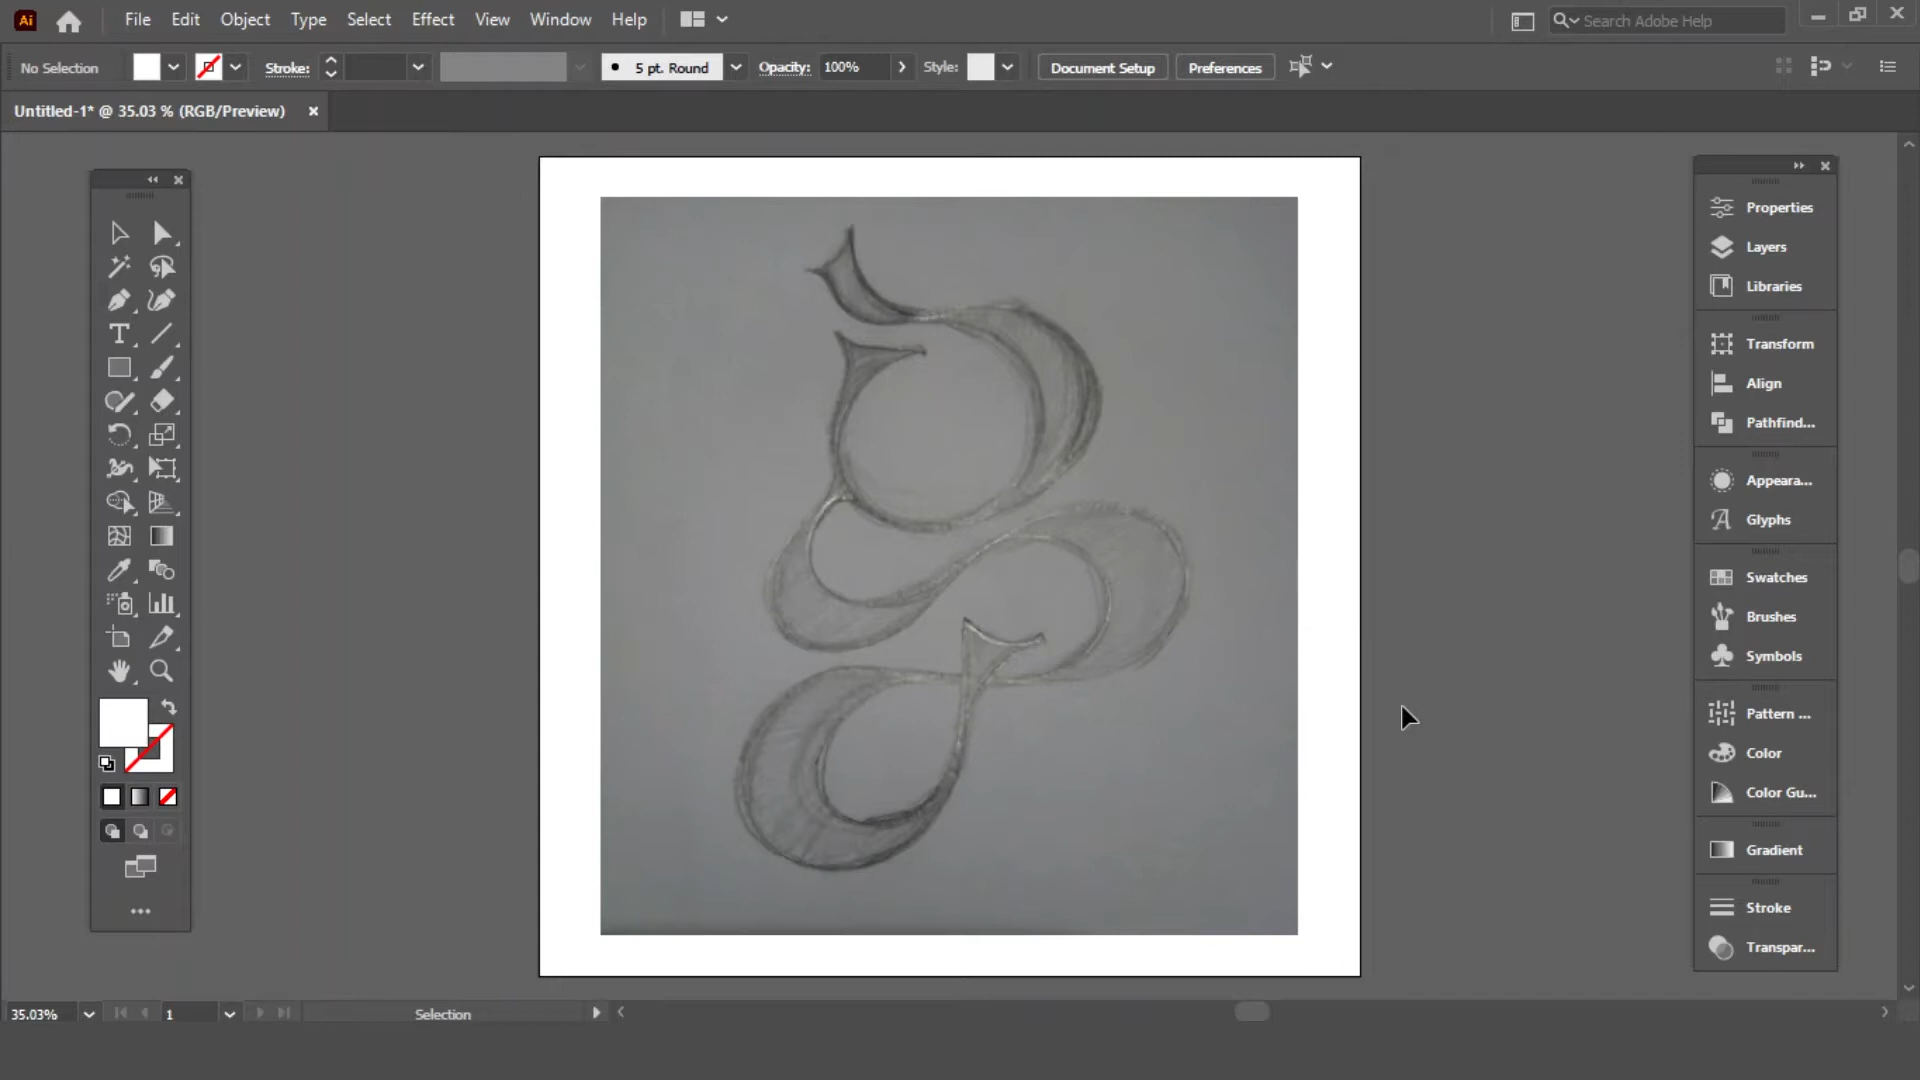 Ai File Edit Object Type Select Effect View Window Help Search Adobe Help
No Selection Stroke: 5 pt. Round Opacity: 100% Style: Document Setup Preferences
Untitled-1* @ 35.03 % (RGB/Preview)
Properties
Layers
Libraries
Transform
Align
Pathfind...
Appeara...
Glyphs
Swatches
Brushes
Symbols
Pattern ...
Color
Color Gu...
Gradient
Stroke
Transpar...
g
35.03% 1 Selection